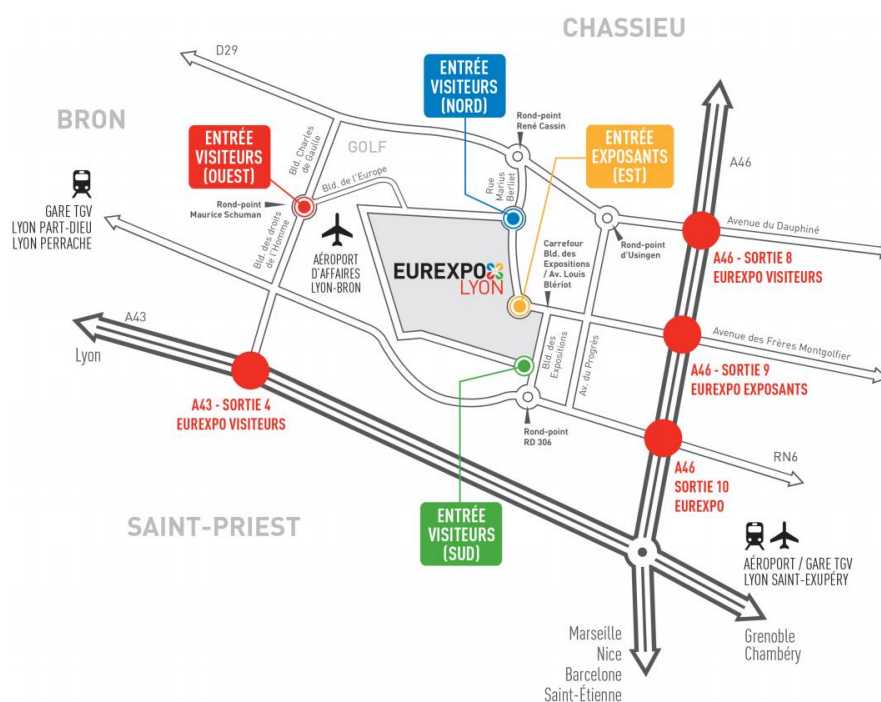 CHASSIEU
D29
ENTRÉE
VISITEURS
(NORD)
Rond-point
René Cassin
ENTRÉE
EXPOSANTS
(EST)
BRON
ENTRÉE
VISITEURS
(OUEST)
Bld. Charles
de Gaulle
GOLF
A46
Bld. de l'Europe
Rue
Marius
Berliet
GARE TGV
LYON PART-DIEU
LYON PERRACHE
Rond-point
Maurice Schuman
Bld. des droits
de l'Homme
AÉROPORT
D'AFFAIRES
LYON-BRON
EUREXPO
LYON
Carrefour
Bld. des
Expositions
/ Av. Louis
Blériot
Rond-point
d'Usingen
Avenue du Dauphiné
A46 - SORTIE 8
EUREXPO VISITEURS
A43
Lyon
Bld. des
Expositions
Av. du Progrès
Avenue des Frères Montgolfier
A46 - SORTIE 9
EUREXPO EXPOSANTS
A43 - SORTIE 4
EUREXPO VISITEURS
Rond-point
RD 306
RN6
A46
SORTIE 10
EUREXPO
SAINT-PRIEST
ENTRÉE
VISITEURS
(SUD)
AÉROPORT / GARE TGV
LYON SAINT-EXUPÉRY
Marseille
Nice
Barcelone
Saint-Étienne
Grenoble
Chambéry